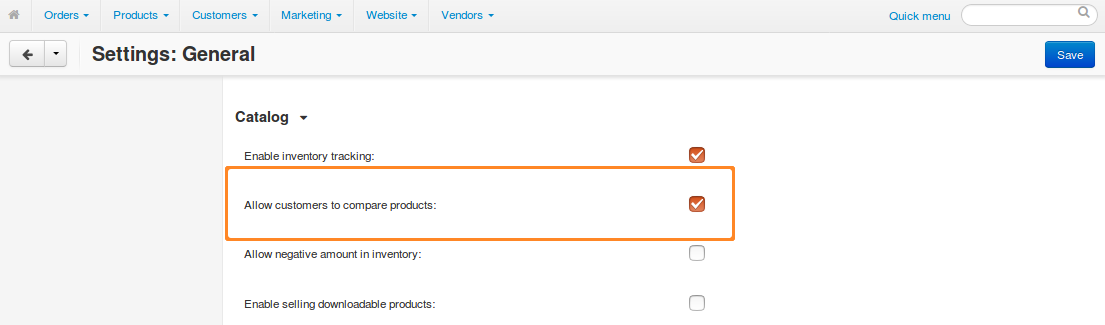 Orders Products Customers Marketing Website Vendors Quick menu
Settings: General Save
Catalog
Enable inventory tracking:
Allow customers to compare products:
Allow negative amount in inventory:
Enable selling downloadable products: